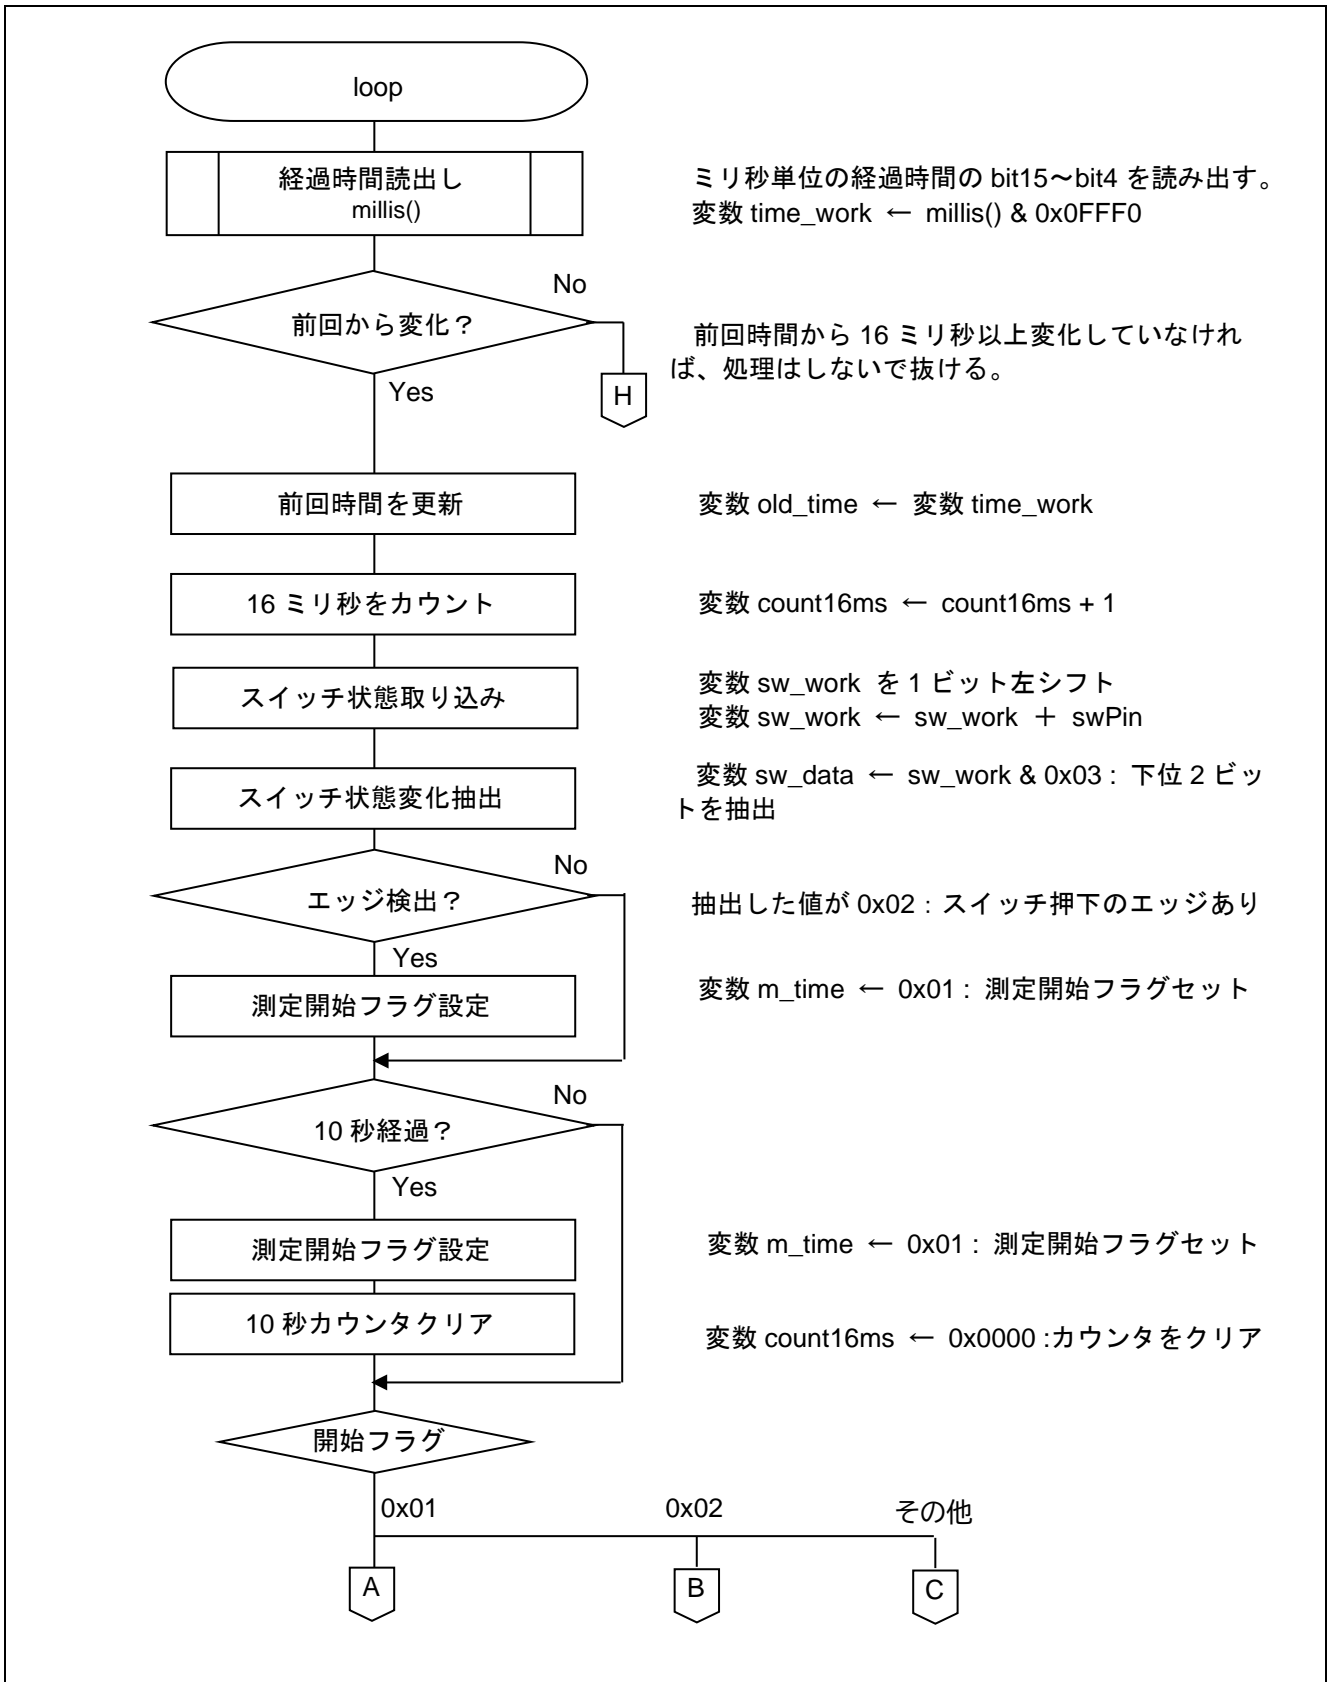 loop
経過時間読出し
millis()
ミリ秒単位の経過時間の bit15～bit4 を読み出す。
変数 time_work ← millis() & 0x0FFF0
No
前回から変化？
前回時間から 16 ミリ秒以上変化していなけれ
ば、処理はしないで抜ける。
Yes
H
前回時間を更新
変数 old_time ← 変数 time_work
16 ミリ秒をカウント
変数 count16ms ← count16ms + 1
スイッチ状態取り込み
変数 sw_work を 1 ビット左シフト
変数 sw_work ← sw_work ＋ swPin
スイッチ状態変化抽出
変数 sw_data ← sw_work & 0x03 : 下位 2 ビッ
トを抽出
No
エッジ検出？
抽出した値が 0x02：スイッチ押下のエッジあり
Yes
測定開始フラグ設定
変数 m_time ← 0x01 : 測定開始フラグセット
No
10 秒経過？
Yes
測定開始フラグ設定
変数 m_time ← 0x01 : 測定開始フラグセット
10 秒カウンタクリア
変数 count16ms ← 0x0000 :カウンタをクリア
開始フラグ
0x01
0x02
その他
A
B
C